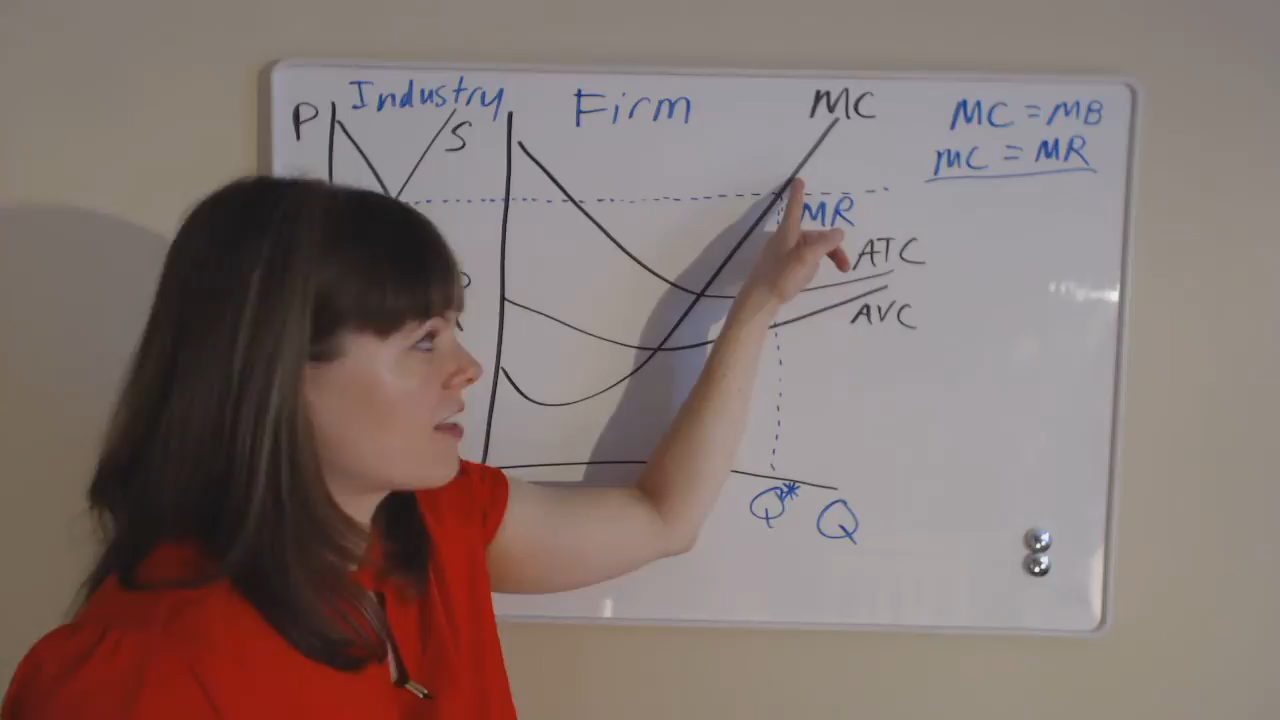 Industry
Firm
MC
P
S
MC = MB
MC = MR
MR
ATC
AVC
Q*
Q